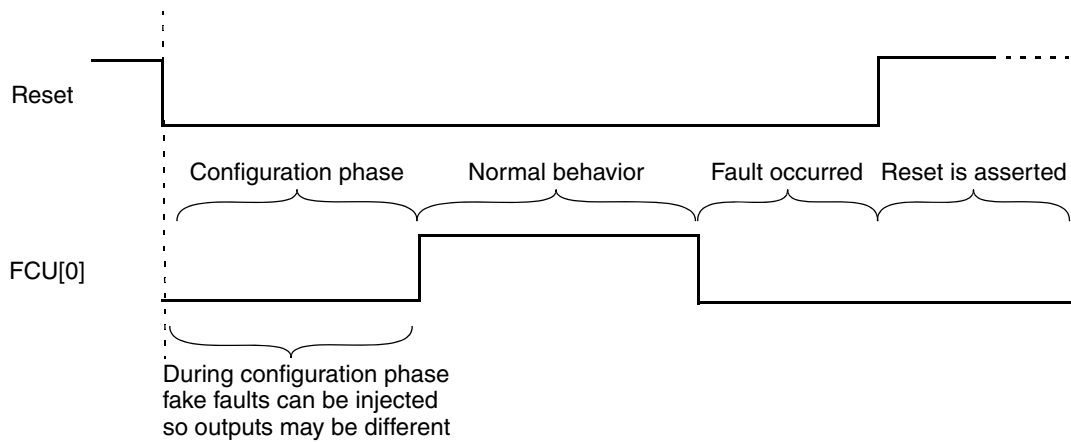 Reset
Configuration phase
Normal behavior
Fault occurred
Reset is asserted
FCU[0]
During configuration phase
fake faults can be injected
so outputs may be different